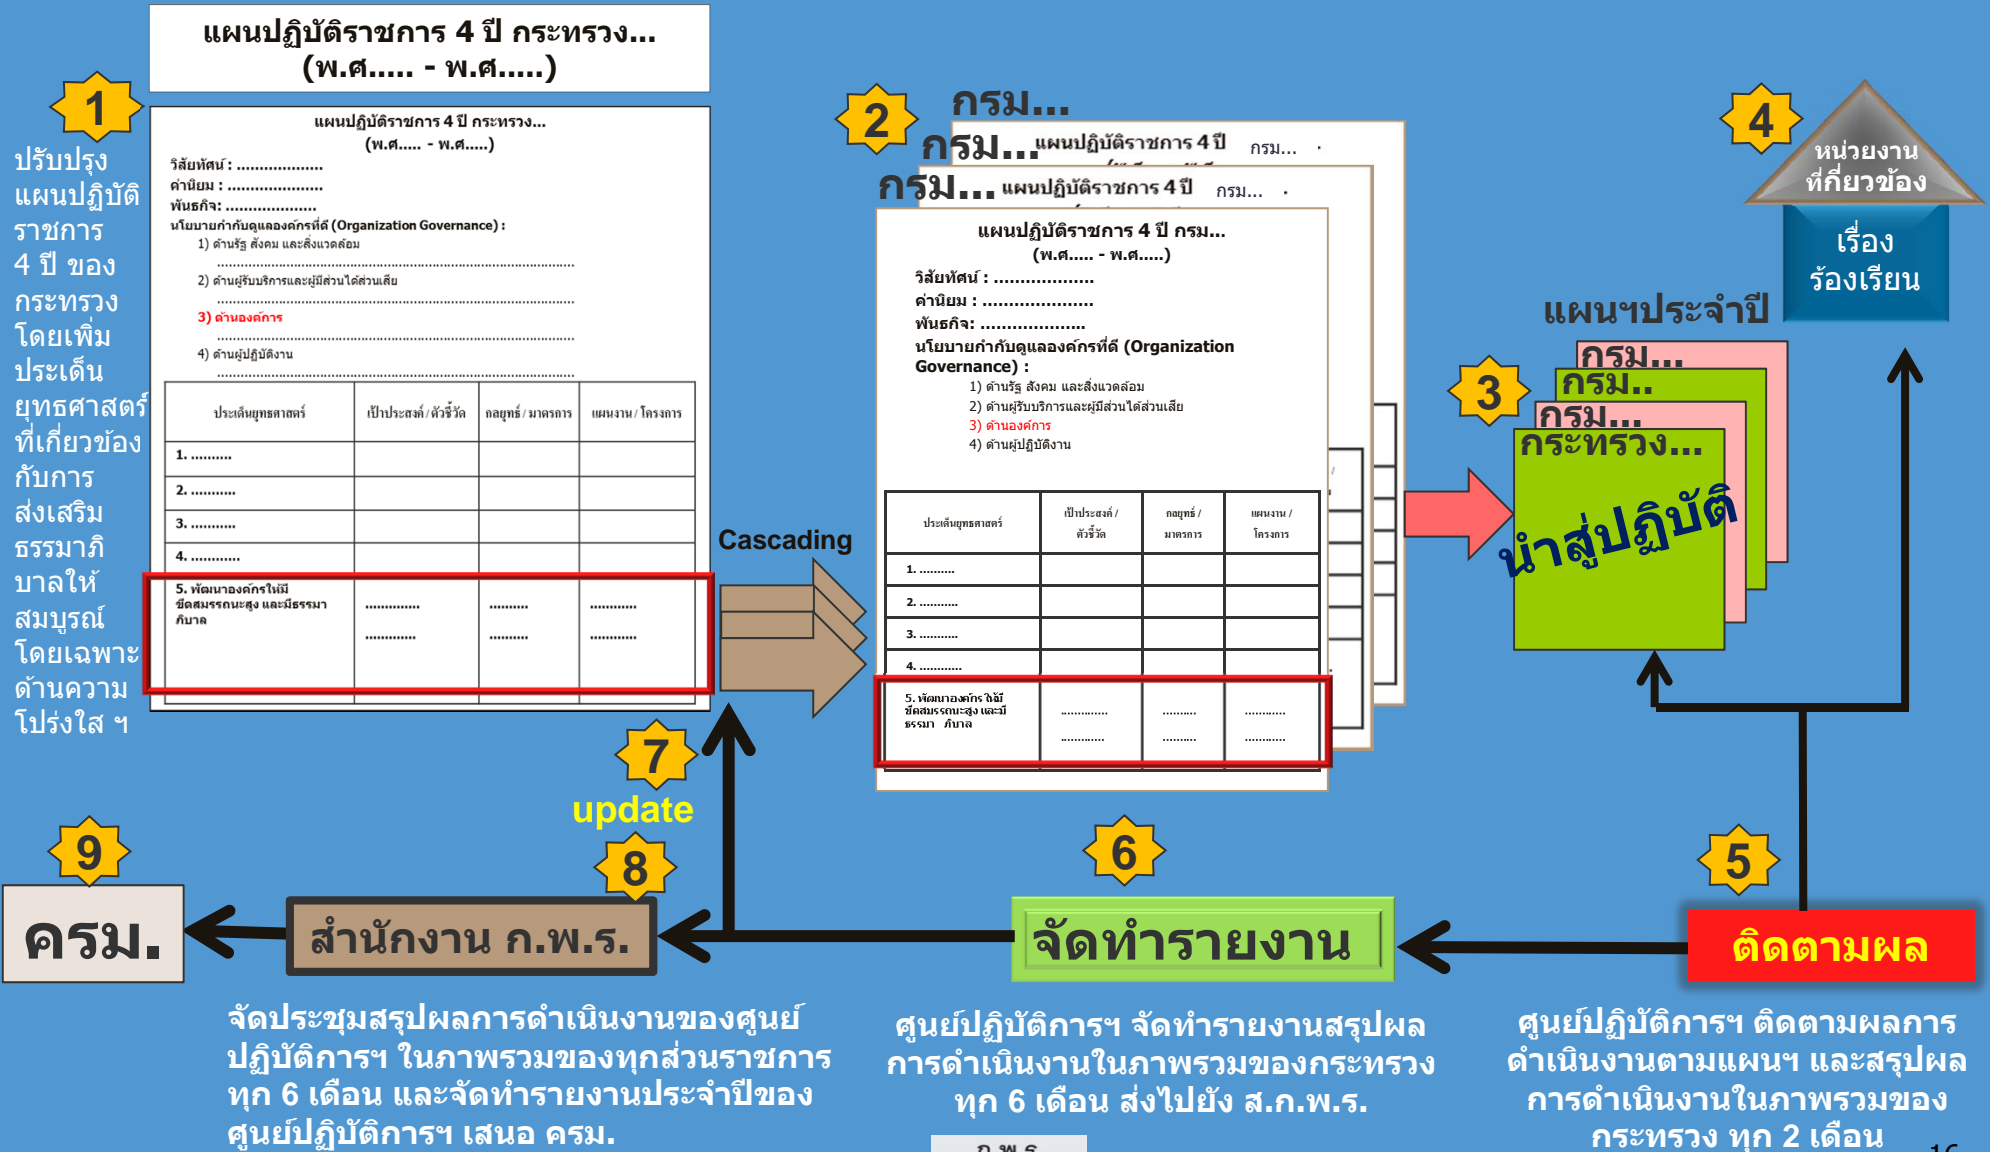 แผนปฏิบัติราชการ 4 ปี กระทรวง...
(พ.ศ..... - พ.ศ.....)
1
ปรับปรุง
แผนปฏิบัติ
ราชการ
4 ปี ของ
กระทรวง
โดยเพิ่ม
ประเด็น
ยุทธศาสตร์
ที่เกี่ยวข้อง
กับการ
ส่งเสริม
ธรรมาภิ
บาลให้
สมบูรณ์
โดยเฉพาะ
ด้านความ
โปร่งใส ฯ
แผนปฏิบัติราชการ 4 ปี กระทรวง...
(พ.ศ..... - พ.ศ.....)
วิสัยทัศน์ : ...................
ค่านิยม : .....................
พันธกิจ: ....................
นโยบายกำกับดูแลองค์กรที่ดี (Organization Governance) :
1) ด้านรัฐ สังคม และสิ่งแวดล้อม
2) ด้านผู้รับบริการและผู้มีส่วนได้ส่วนเสีย
3) ด้านองค์การ
4) ด้านผู้ปฏิบัติงาน
ประเด็นยุทธศาสตร์ เป้าประสงค์ / ตัวชี้วัด กลยุทธ์ / มาตรการ แผนงาน / โครงการ
1. ..........
2. ...........
3. ...........
4. ............
5. พัฒนาองค์กรให้มี
ขีดสมรรถนะสูง และมีธรรมา
ภิบาล
Cascading
2
กรม...
กรม...
กรม...
แผนปฏิบัติราชการ 4 ปี กรม...
แผนปฏิบัติราชการ 4 ปี กรม...
แผนปฏิบัติราชการ 4 ปี กรม...
(พ.ศ..... - พ.ศ.....)
วิสัยทัศน์ : ...................
ค่านิยม : .....................
พันธกิจ: ....................
นโยบายกำกับดูแลองค์กรที่ดี (Organization
Governance) :
1) ด้านรัฐ สังคม และสิ่งแวดล้อม
2) ด้านผู้รับบริการและผู้มีส่วนได้ส่วนเสีย
3) ด้านองค์การ
4) ด้านผู้ปฏิบัติงาน
ประเด็นยุทธศาสตร์ เป้าประสงค์ / ตัวชี้วัด กลยุทธ์ / มาตรการ แผนงาน / โครงการ
1. ..........
2. ...........
3. ...........
4. ............
5. พัฒนาองค์กร ให้มี
ขีดสมรรถนะสูง และมี
ธรรมา ภิบาล
3
แผนฯประจำปี
กรม...
กรม..
กรม...
กระทรวง...
นำสู่ปฏิบัติ
4
หน่วยงาน
ที่กี่ยวข้อง
เรื่อง
ร้องเรียน
5
ติดตามผล
ศูนย์ปฏิบัติการฯ ติดตามผลการ
ดำเนินงานตามแผนฯ และสรุปผล
การดำเนินงานในภาพรวมของ
กระทรวง ทุก 2 เดือน
6
จัดทำรายงาน
ศูนย์ปฏิบัติการฯ จัดทำรายงานสรุปผล
การดำเนินงานในภาพรวมของกระทรวง
ทุก 6 เดือน ส่งไปยัง ส.ก.พ.ร.
7
update
8
สำนักงาน ก.พ.ร.
จัดประชุมสรุปผลการดำเนินงานของศูนย์
ปฏิบัติการฯ ในภาพรวมของทุกส่วนราชการ
ทุก 6 เดือน และจัดทำรายงานประจำปีของ
ศูนย์ปฏิบัติการฯ เสนอ ครม.
9
ครม.